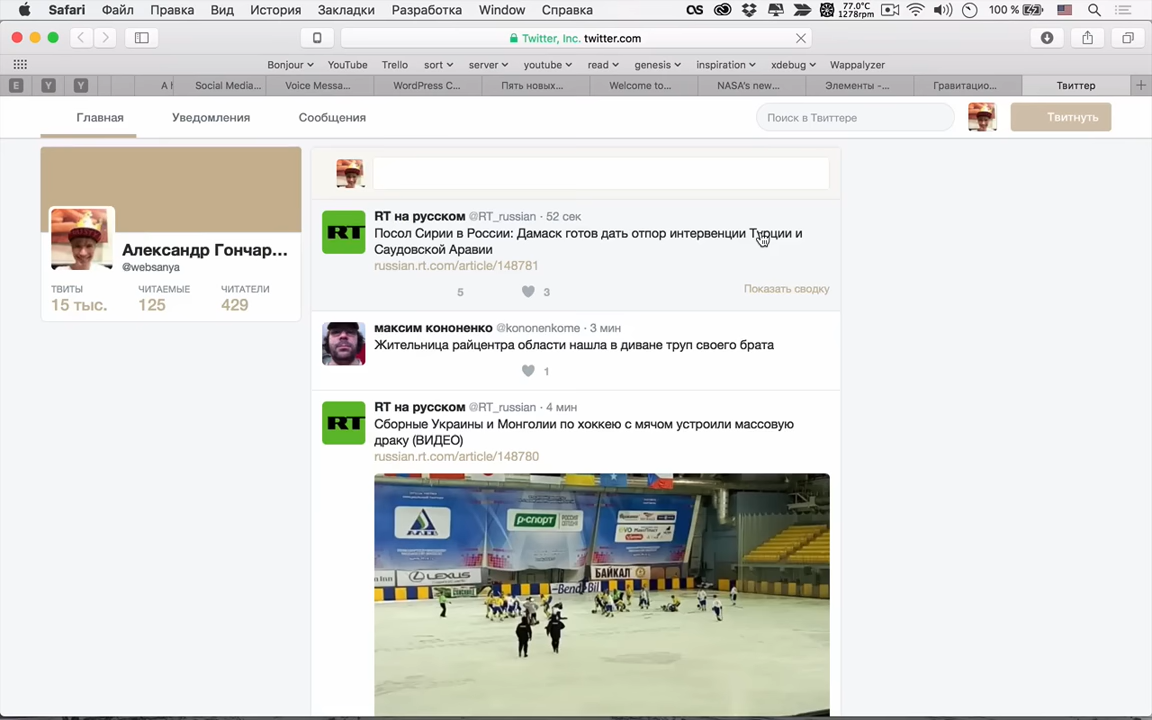 Safari Файл Правка Вид История Закладки Разработка Window Справка
77.0°C
1278rpm
100 %
Twitter, Inc. twitter.com
Bonjour YouTube Trello sort server youtube read genesis inspiration xdebug Wappalyzer
E Y Y A Social Media... Voice Messa... WordPress C... Пять новых... Welcome to... NASA's new... Элементы -... Гравитацио... Твиттер
Главная Уведомления Сообщения
Поиск в Твиттере
Твитнуть
Александр Гончар...
@websanya
ТВИТЫ ЧИТАЕМЫЕ ЧИТАТЕЛИ
15 тыс. 125 429
RT на русском @RT_russian · 52 сек
Посол Сирии в России: Дамаск готов дать отпор интервенции Турции и
Саудовской Аравии
russian.rt.com/article/148781
5 3
Показать сводку
RT
максим кононенко @kononenkome · 3 мин
Жительница райцентра области нашла в диване труп своего брата
1
RT на русском @RT_russian · 4 мин
Сборные Украины и Монголии по хоккею с мячом устроили массовую
драку (ВИДЕО)
russian.rt.com/article/148780
RT
Р-СПОРТ
LEXUS
БАЙКАЛ